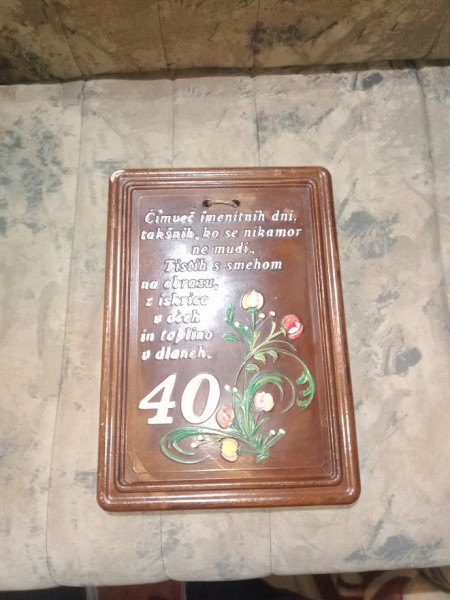 Čimveč imenitnih dni,
takšnih, ko se nikamor
ne mudi..
Tistih s smehom
na obrazu,
z iskrico
v očeh
in toplino
v dlaneh.
40